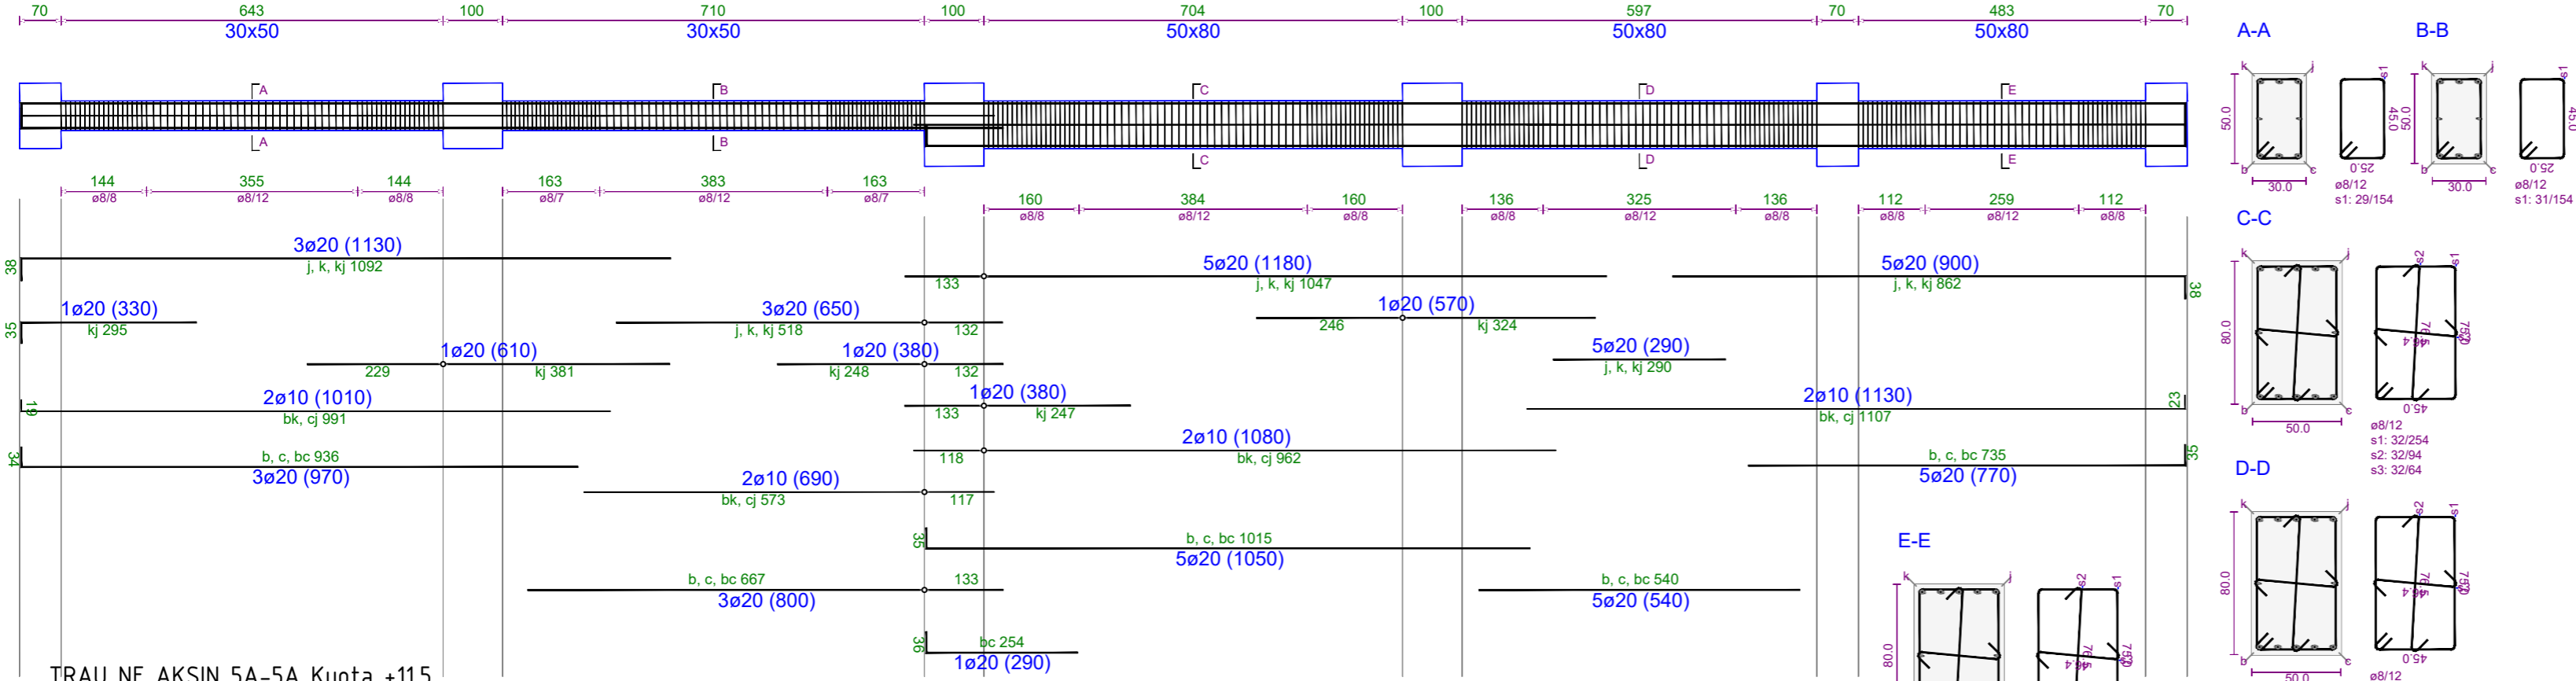 70 643 100 710 100 704 100 597 70 483 70
30x50 30x50 50x80 50x80 50x80
A B C D E
A B C D E
144 355 144 163 383 163
ø8/8 ø8/12 ø8/8 ø8/7 ø8/12 ø8/7
160 384 160 136 325 136 112 259 112
ø8/8 ø8/12 ø8/8 ø8/8 ø8/12 ø8/8 ø8/8 ø8/12 ø8/8
3ø20 (1130)
38 j, k, kj 1092
5ø20 (1180)
133 j, k, kj 1047
5ø20 (900)
j, k, kj 862 38
1ø20 (330)
35 kj 295
3ø20 (650)
j, k, kj 518 132
1ø20 (570)
246 kj 324
1ø20 (610)
229 kj 381
1ø20 (380)
kj 248 132
5ø20 (290)
j, k, kj 290
2ø10 (1010)
19 bk, cj 991
1ø20 (380)
133 kj 247
2ø10 (1130)
bk, cj 1107 23
34 b, c, bc 936
3ø20 (970)
2ø10 (1080)
118 bk, cj 962
b, c, bc 735 35
5ø20 (770)
2ø10 (690)
bk, cj 573 117
35 b, c, bc 1015
5ø20 (1050)
b, c, bc 667 133
3ø20 (800)
b, c, bc 540
5ø20 (540)
36 bc 254
1ø20 (290)
TRAU NE AKSIN 5A-5A Kuota +11.5
A-A
k j s1
50.0 45.0
b c 25.0
30.0
ø8/12
s1: 29/154
B-B
k j s1
50.0 45.0
b c 25.0
30.0
ø8/12
s1: 31/154
C-C
k j s2 s1
80.0
b c 45.0
50.0
ø8/12
s1: 32/254
s2: 32/94
s3: 32/64
D-D
k j s2 s1
80.0
b c 45.0
50.0
ø8/12
E-E
k j s2 s1
80.0